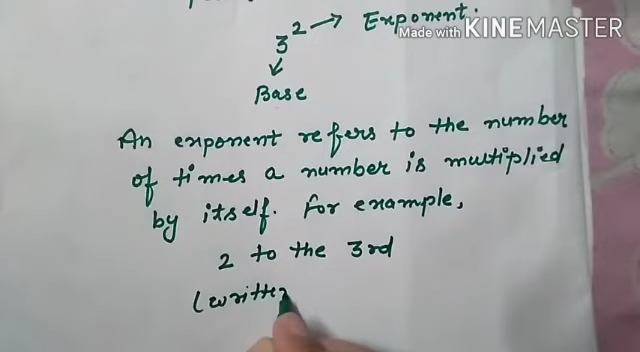 3² → Exponent.
Made with KINEMASTER
↓
Base
An exponent refers to the number
of times a number is multiplied
by itself. for example,
2 to the 3rd
(writte